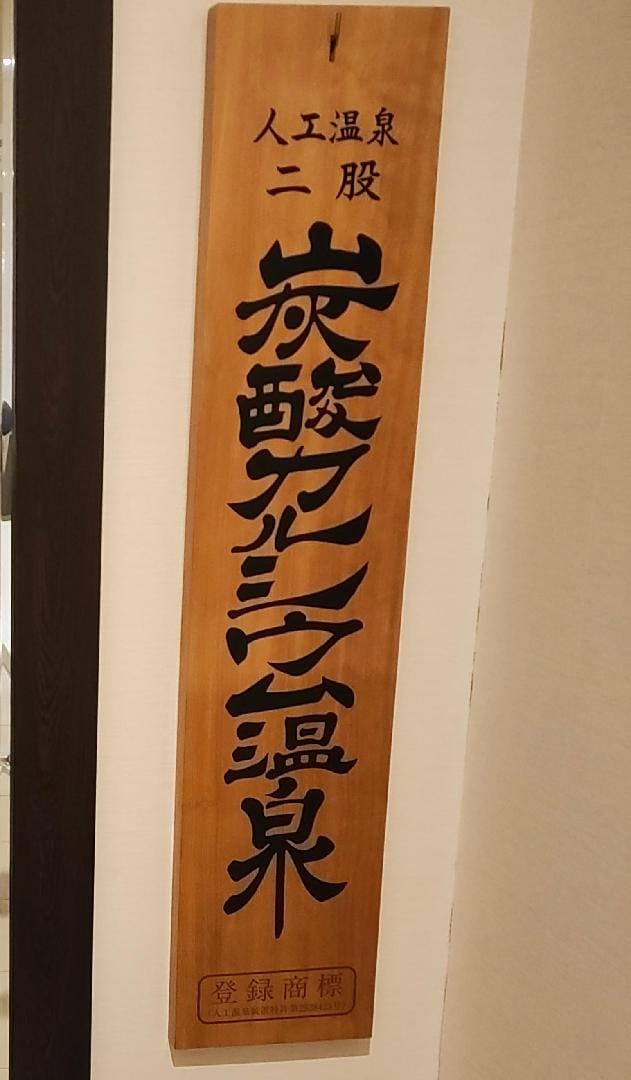 人工温泉
二股
炭酸カルシウム温泉
登録商標